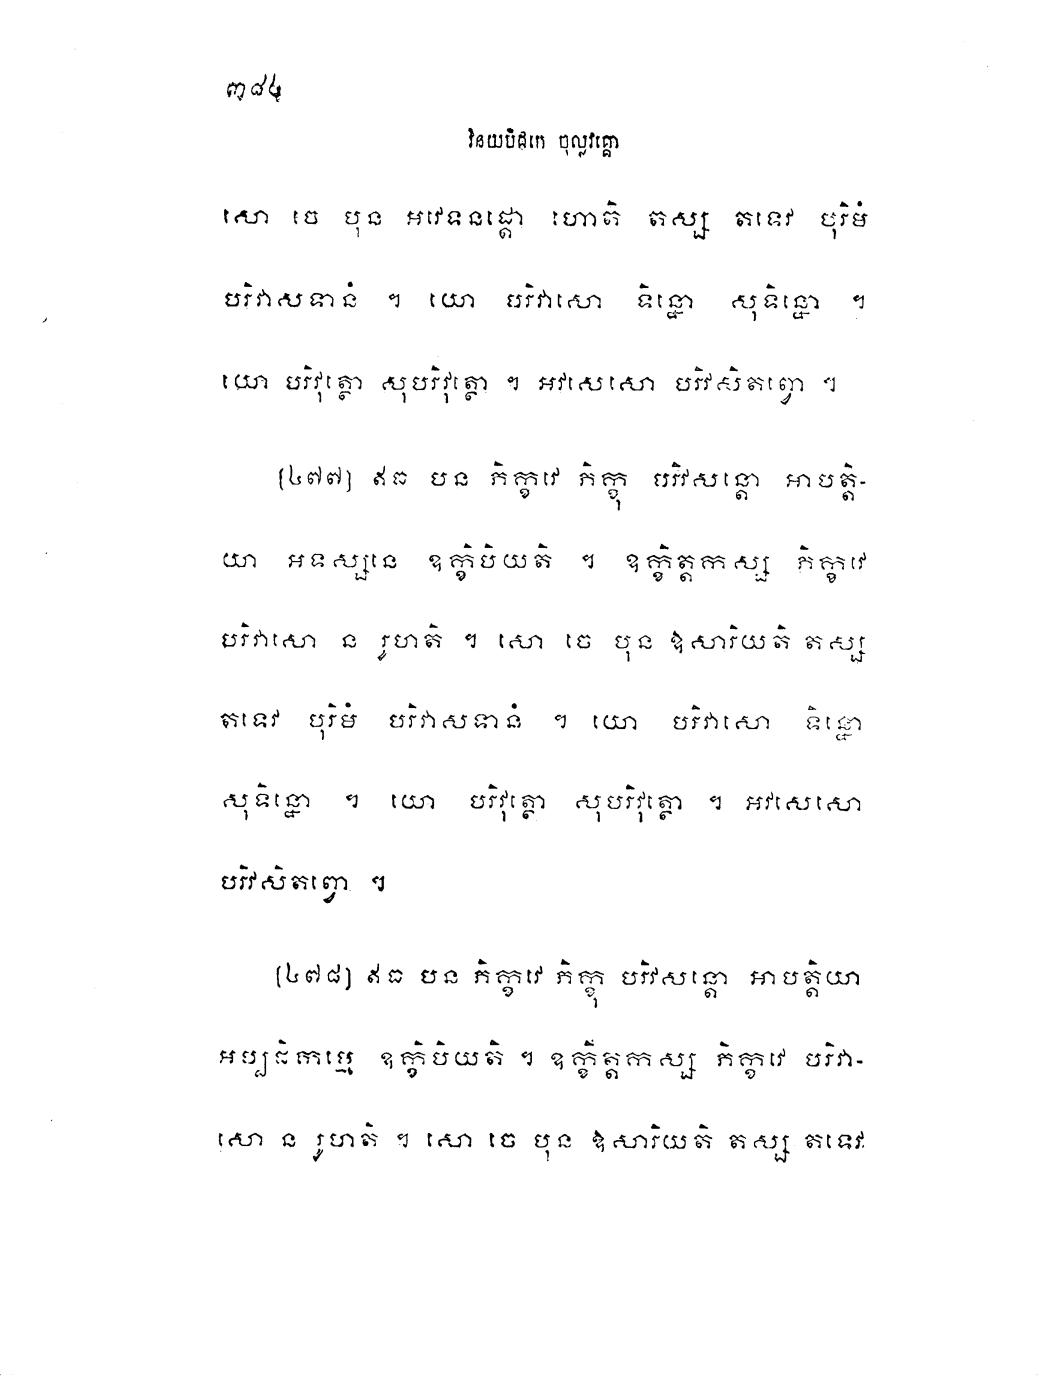 ៣៨៤
វិនយបិដកេ ចុល្លវគ្គោ
សោ ចេ បុន អវេទនដ្តោ ហោតិ តស្ស តទេវ បុរិមំ
បរិវាសទានំ ។ យោ បរិវាសោ ទិន្នោ សុទិន្នោ ។
យោ បរិវុត្ថោ សុបរិវុត្ថោ ។ អវសេសោ បរិវសិតព្វោ ។
(៤៧៧) ឥធ បន ភិក្ខវេ ភិក្ខុ បរិវសន្តោ អាបត្តិ-
យា អទស្សនេ ឧក្ខិបិយតិ ។ ឧក្ខិត្តកស្ស ភិក្ខវេ
បរិវាសោ ន រូហតិ ។ សោ ចេ បុន ឱសារិយតិ តស្ស
តទេវ បុរិមំ បរិវាសទានំ ។ យោ បរិវាសោ ទិន្នោ
សុទិន្នោ ។ យោ បរិវុត្ថោ សុបរិវុត្ថោ ។ អវសេសោ
បរិវសិតព្វោ ។
(៤៧៨) ឥធ បន ភិក្ខវេ ភិក្ខុ បរិវសន្តោ អាបត្តិយា
អប្បដិកម្មេ ឧក្ខិបិយតិ ។ ឧក្ខិត្តកស្ស ភិក្ខវេ បរិវា-
សោ ន រូហតិ ។ សោ ចេ បុន ឱសារិយតិ តស្ស តទេវ